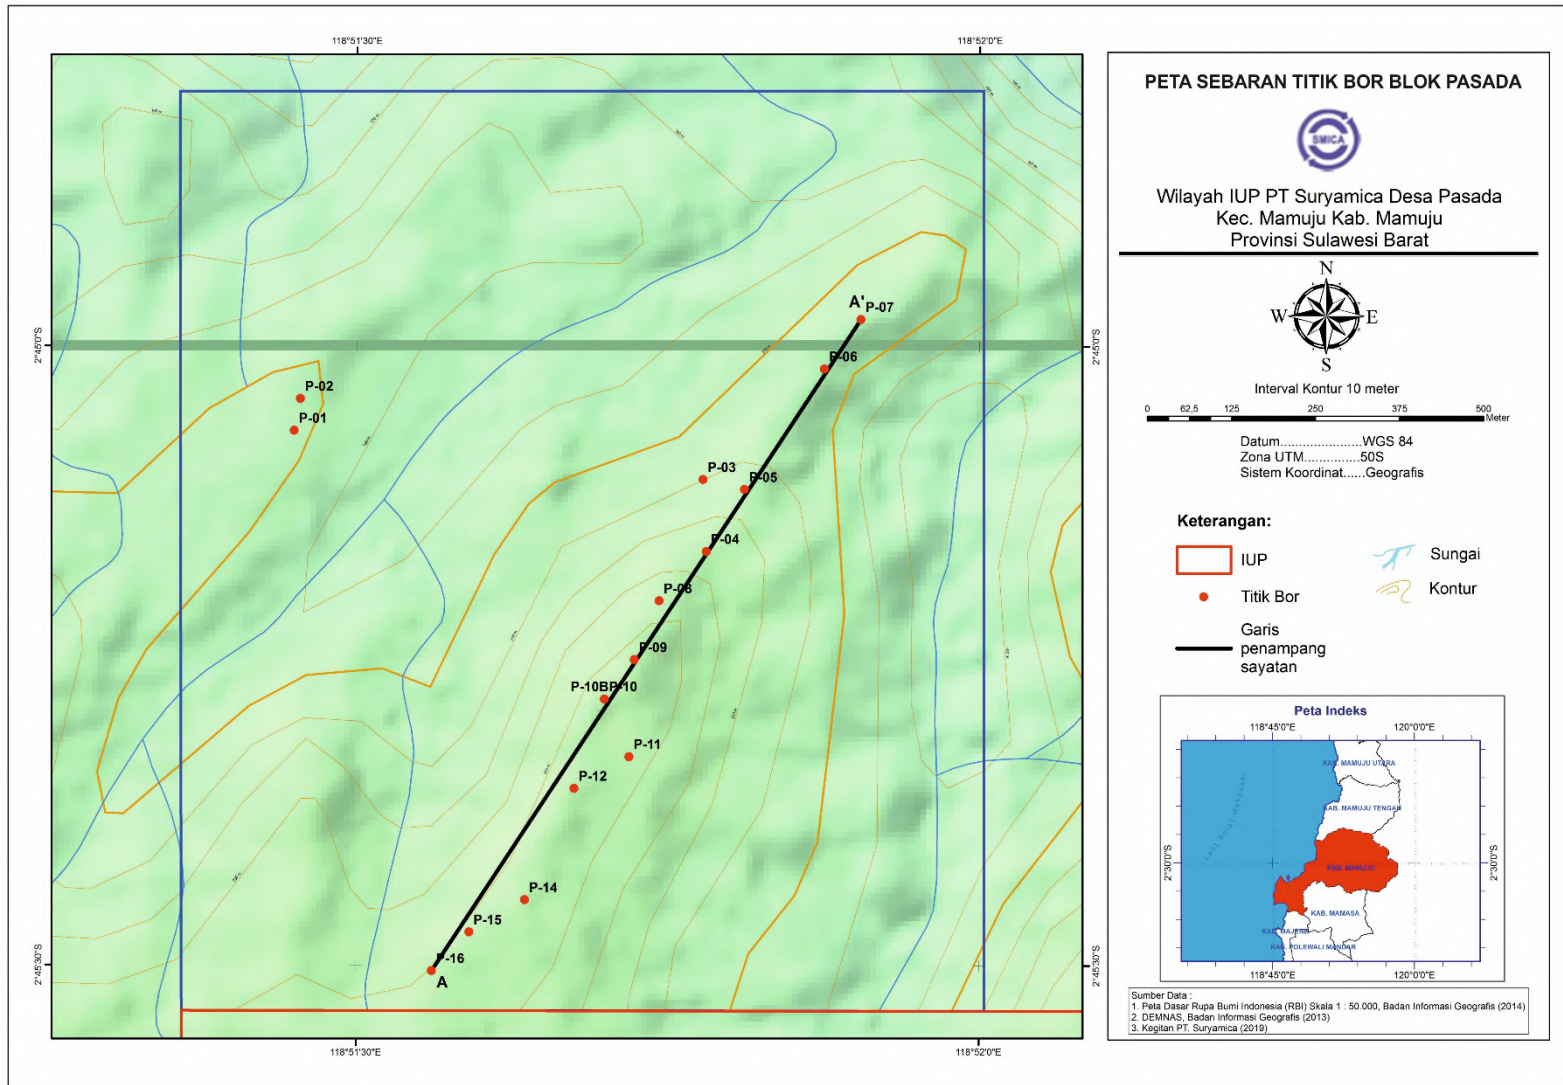 118°51'30"E
118°52'0"E
2°45'0"S
2°45'0"S
A'
P-07
P-06
P-02
P-01
P-03
P-05
P-04
P-08
P-09
P-10BP-10
P-11
P-12
P-14
P-15
P-16
A
2°45'30"S
2°45'30"S
118°51'30"E
118°52'0"E
PETA SEBARAN TITIK BOR BLOK PASADA
SMICA
Wilayah IUP PT Suryamica Desa Pasada
Kec. Mamuju Kab. Mamuju
Provinsi Sulawesi Barat
N
W E
S
Interval Kontur 10 meter
0 62,5 125 250 375 500
Meter
Datum......................WGS 84
Zona UTM...............50S
Sistem Koordinat......Geografis
Keterangan:
IUP
Sungai
Titik Bor
Kontur
Garis
penampang
sayatan
Peta Indeks
118°45'0"E 120°0'0"E
KAB. MAMUJU UTARA
KAB. MAMUJU TENGAH
2°30'0"S
2°30'0"S
KAB. MAMUJU
KAB. MAMASA
KAB. MAJENE
KAB. POLEWALI MANDAR
118°45'0"E 120°0'0"E
Sumber Data :
1. Peta Dasar Rupa Bumi Indonesia (RBI) Skala 1 : 50.000, Badan Informasi Geografis (2014)
2. DEMNAS, Badan Informasi Geografis (2013)
3. Kegitan PT. Suryamica (2019)